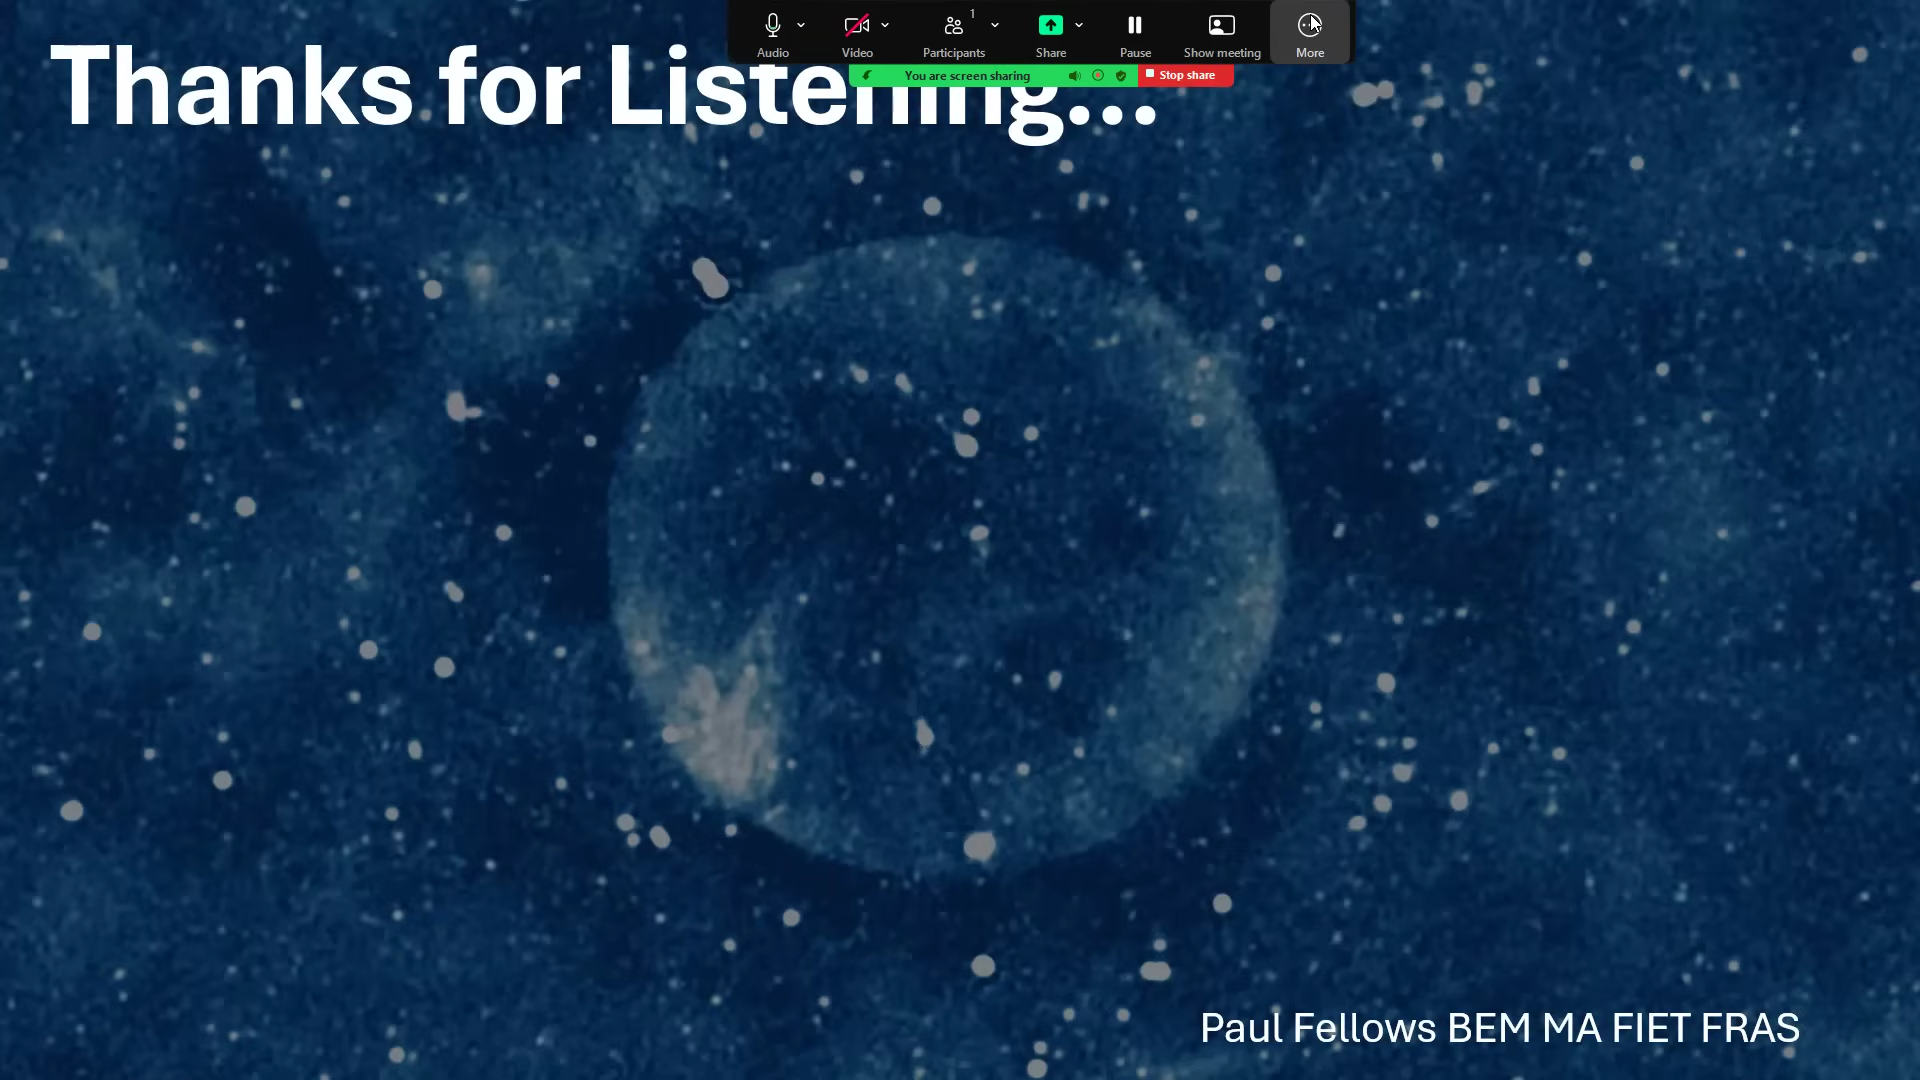 1
Audio
Video
Participants
Share
Pause
Show meeting
More
You are screen sharing
Stop share
Thanks for Listening...
Paul Fellows BEM MA FIET FRAS